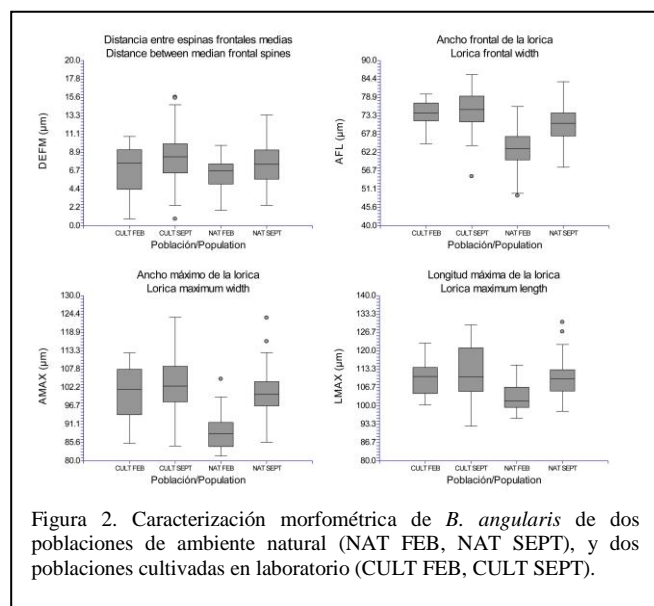 Distancia entre espinas frontales medias
Distance between median frontal spines
20.0
17.8
15.6
13.3
11.1
8.9
6.7
4.4
2.2
0.0
DEFM (µm)
CULT FEB CULT SEPT NAT FEB NAT SEPT
Población/Population
Ancho frontal de la lorica
Lorica frontal width
90.0
84.4
78.9
73.3
67.8
62.2
56.7
51.1
45.6
40.0
AFL (µm)
CULT FEB CULT SEPT NAT FEB NAT SEPT
Población/Population
Ancho máximo de la lorica
Lorica maximum width
130.0
124.4
118.9
113.3
107.8
102.2
96.7
91.1
85.6
80.0
AMAX (µm)
CULT FEB CULT SEPT NAT FEB NAT SEPT
Población/Population
Longitud máxima de la lorica
Lorica maximum length
140.0
133.3
126.7
120.0
113.3
106.7
100.0
93.3
86.7
80.0
LMAX (µm)
CULT FEB CULT SEPT NAT FEB NAT SEPT
Población/Population
Figura 2. Caracterización morfométrica de B. angularis de dos
poblaciones de ambiente natural (NAT FEB, NAT SEPT), y dos
poblaciones cultivadas en laboratorio (CULT FEB, CULT SEPT).